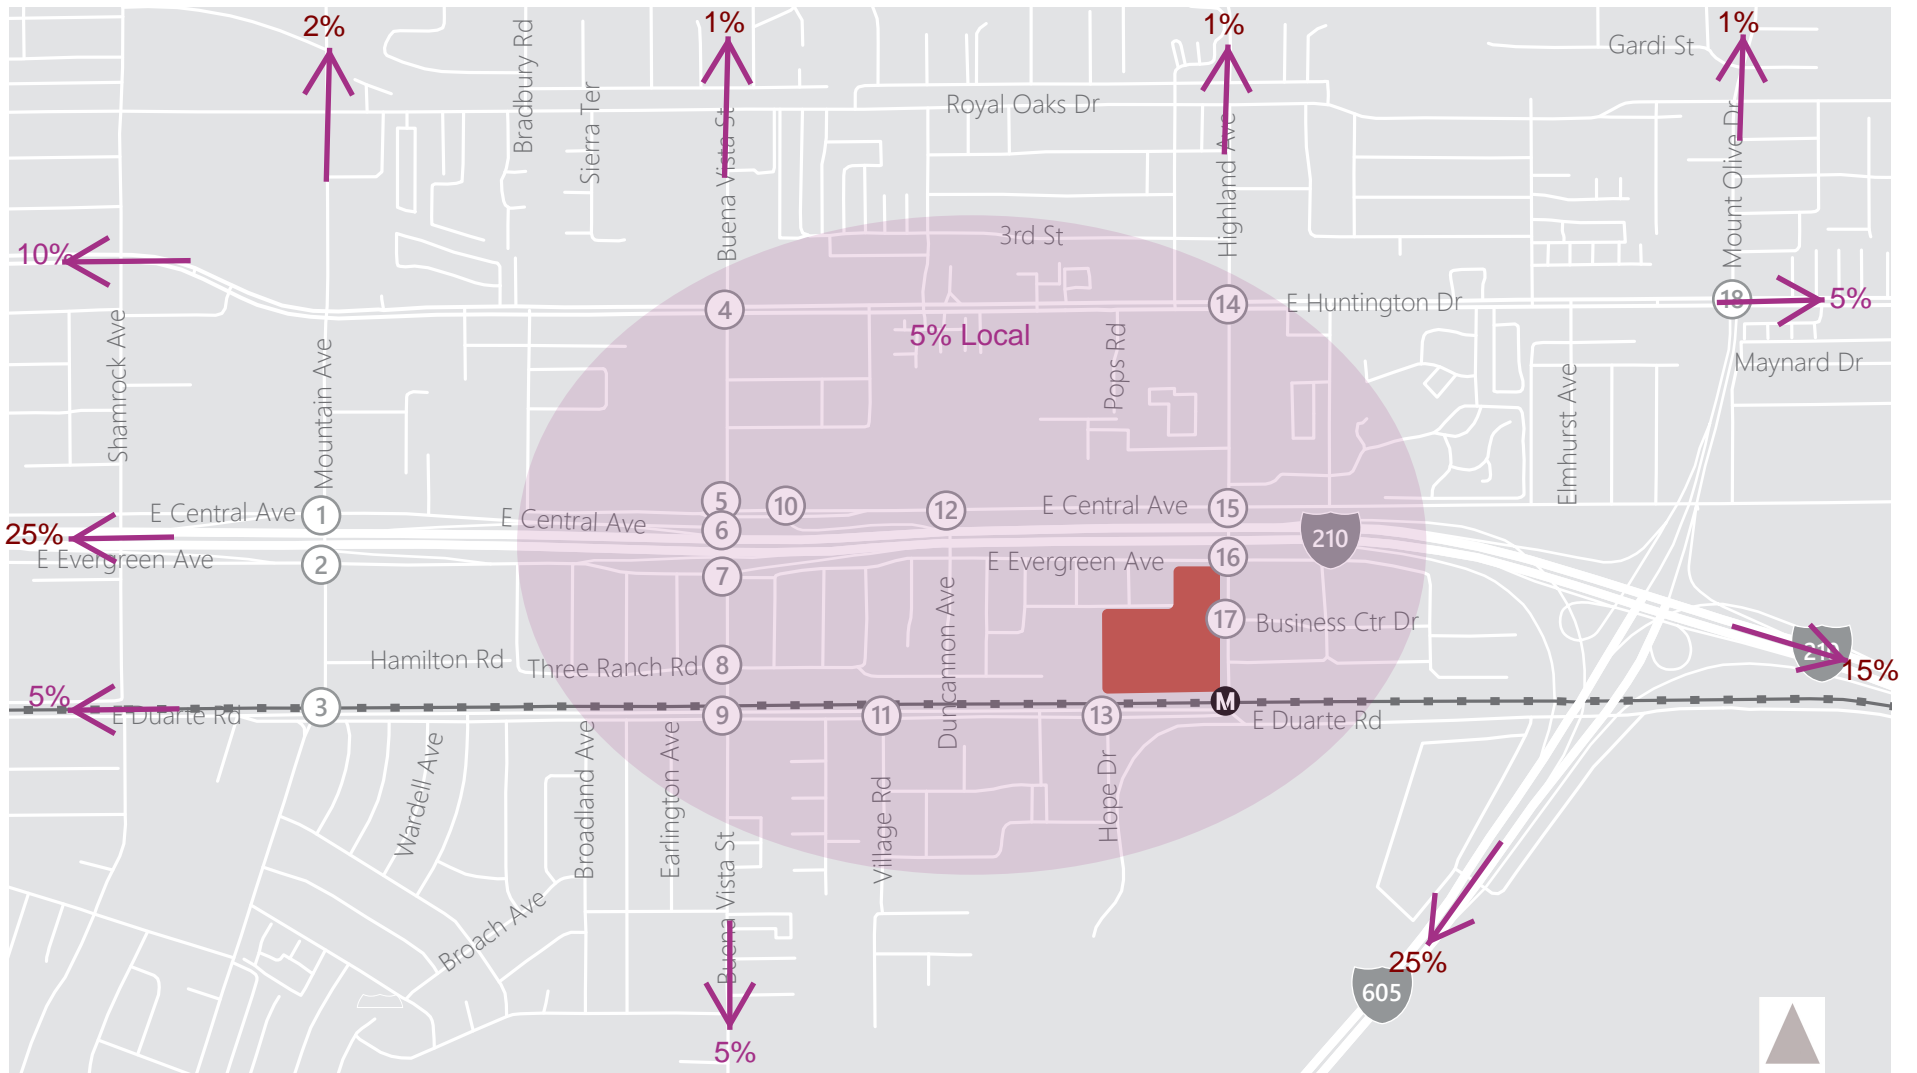 2%
1%
1%
1%
Gardi St
Bradbury Rd
Sierra Ter
Buena Vista St
Royal Oaks Dr
Highland Ave
Mount Olive Dr
10%
3rd St
4
14
E Huntington Dr
18
5%
5% Local
Shamrock Ave
Mountain Ave
Pops Rd
Maynard Dr
Elmhurst Ave
E Central Ave
1
E Central Ave
5
6
10
12
E Central Ave
15
25%
210
E Evergreen Ave
2
7
E Evergreen Ave
16
Duncannon Ave
17
Business Ctr Dr
Hamilton Rd
Three Ranch Rd
8
210
15%
5%
E Duarte Rd
3
9
11
13
M
E Duarte Rd
Wardell Ave
Broadland Ave
Earlington Ave
Buena Vista St
Village Rd
Hope Dr
Broach Ave
25%
605
5%